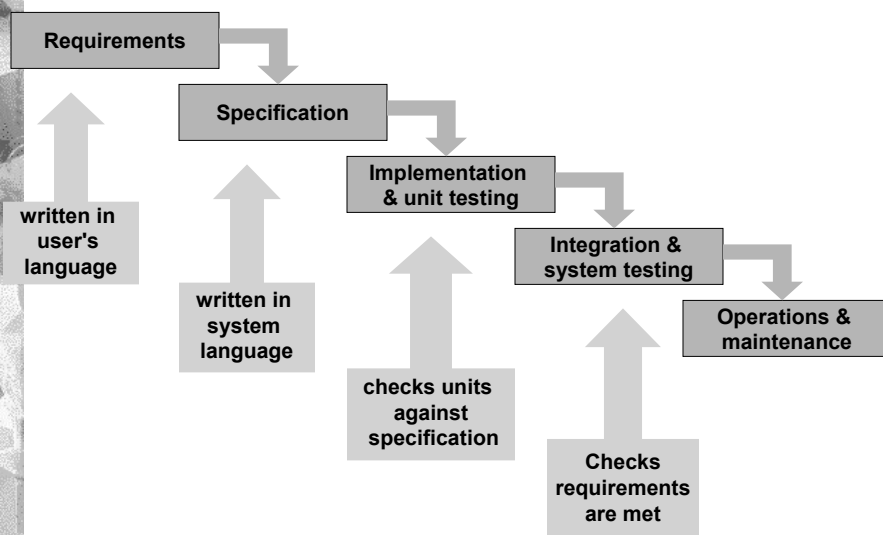 Requirements
Specification
Implementation
& unit testing
Integration &
system testing
Operations &
maintenance
written in
user's
language
written in
system
language
checks units
against
specification
Checks
requirements
are met